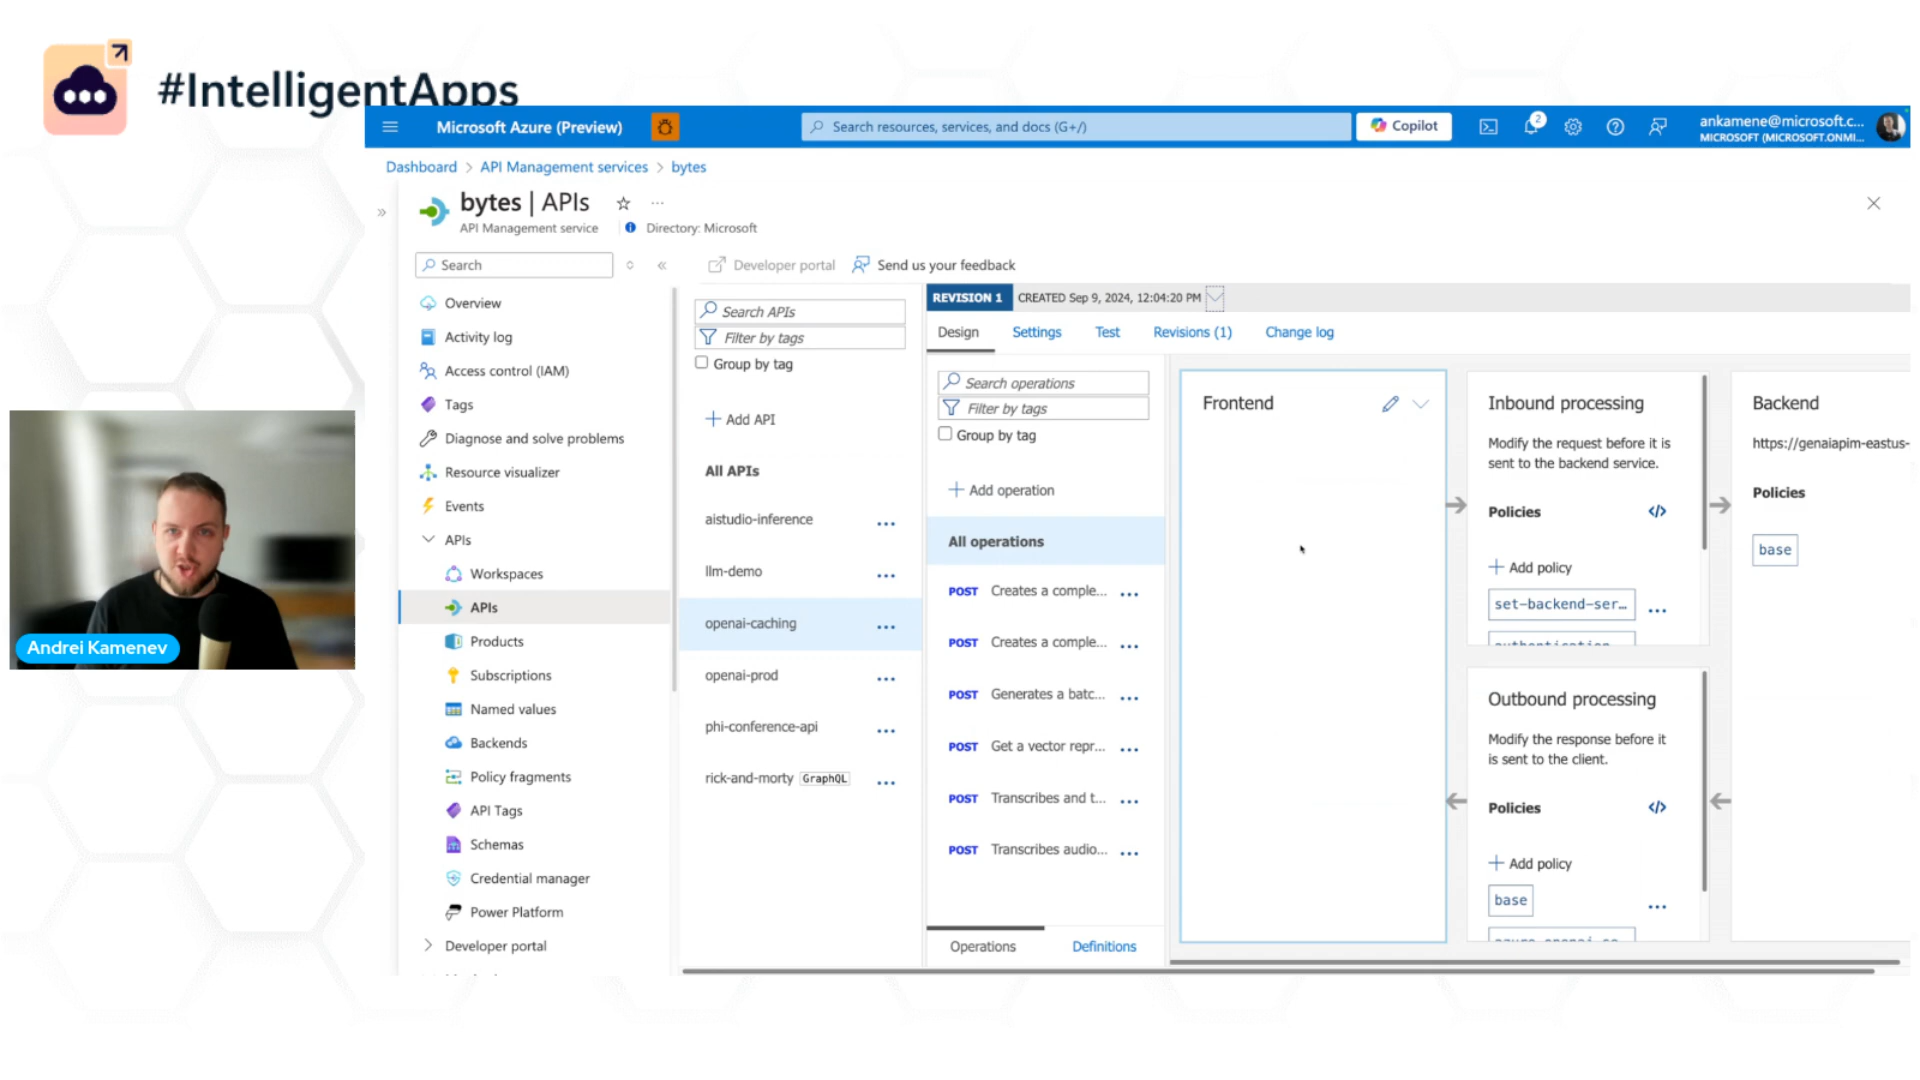 #IntelligentApps
Microsoft Azure (Preview)
Search resources, services, and docs (G+/)
Copilot
2
ankamene@microsoft.c...
MICROSOFT (MICROSOFT.ONMI...
Dashboard > API Management services > bytes
bytes | APIs
API Management service
Directory: Microsoft
Search
Developer portal
Send us your feedback
Overview
Activity log
Access control (IAM)
Tags
Diagnose and solve problems
Resource visualizer
Events
APIs
Workspaces
APIs
Products
Subscriptions
Named values
Backends
Policy fragments
API Tags
Schemas
Credential manager
Power Platform
Developer portal
Search APIs
Filter by tags
Group by tag
Add API
All APIs
aistudio-inference
llm-demo
openai-caching
openai-prod
phi-conference-api
rick-and-morty GraphQL
REVISION 1 CREATED Sep 9, 2024, 12:04:20 PM
Design Settings Test Revisions (1) Change log
Search operations
Filter by tags
Group by tag
Add operation
All operations
POST Creates a comple...
POST Creates a comple...
POST Generates a batc...
POST Get a vector repr...
POST Transcribes and t...
POST Transcribes audio...
Operations Definitions
Frontend
Inbound processing
Modify the request before it is
sent to the backend service.
Policies
Add policy
set-backend-ser...
Outbound processing
Modify the response before it
is sent to the client.
Policies
Add policy
base
Backend
https://genaiapim-eastus-
Policies
base
Andrei Kamenev